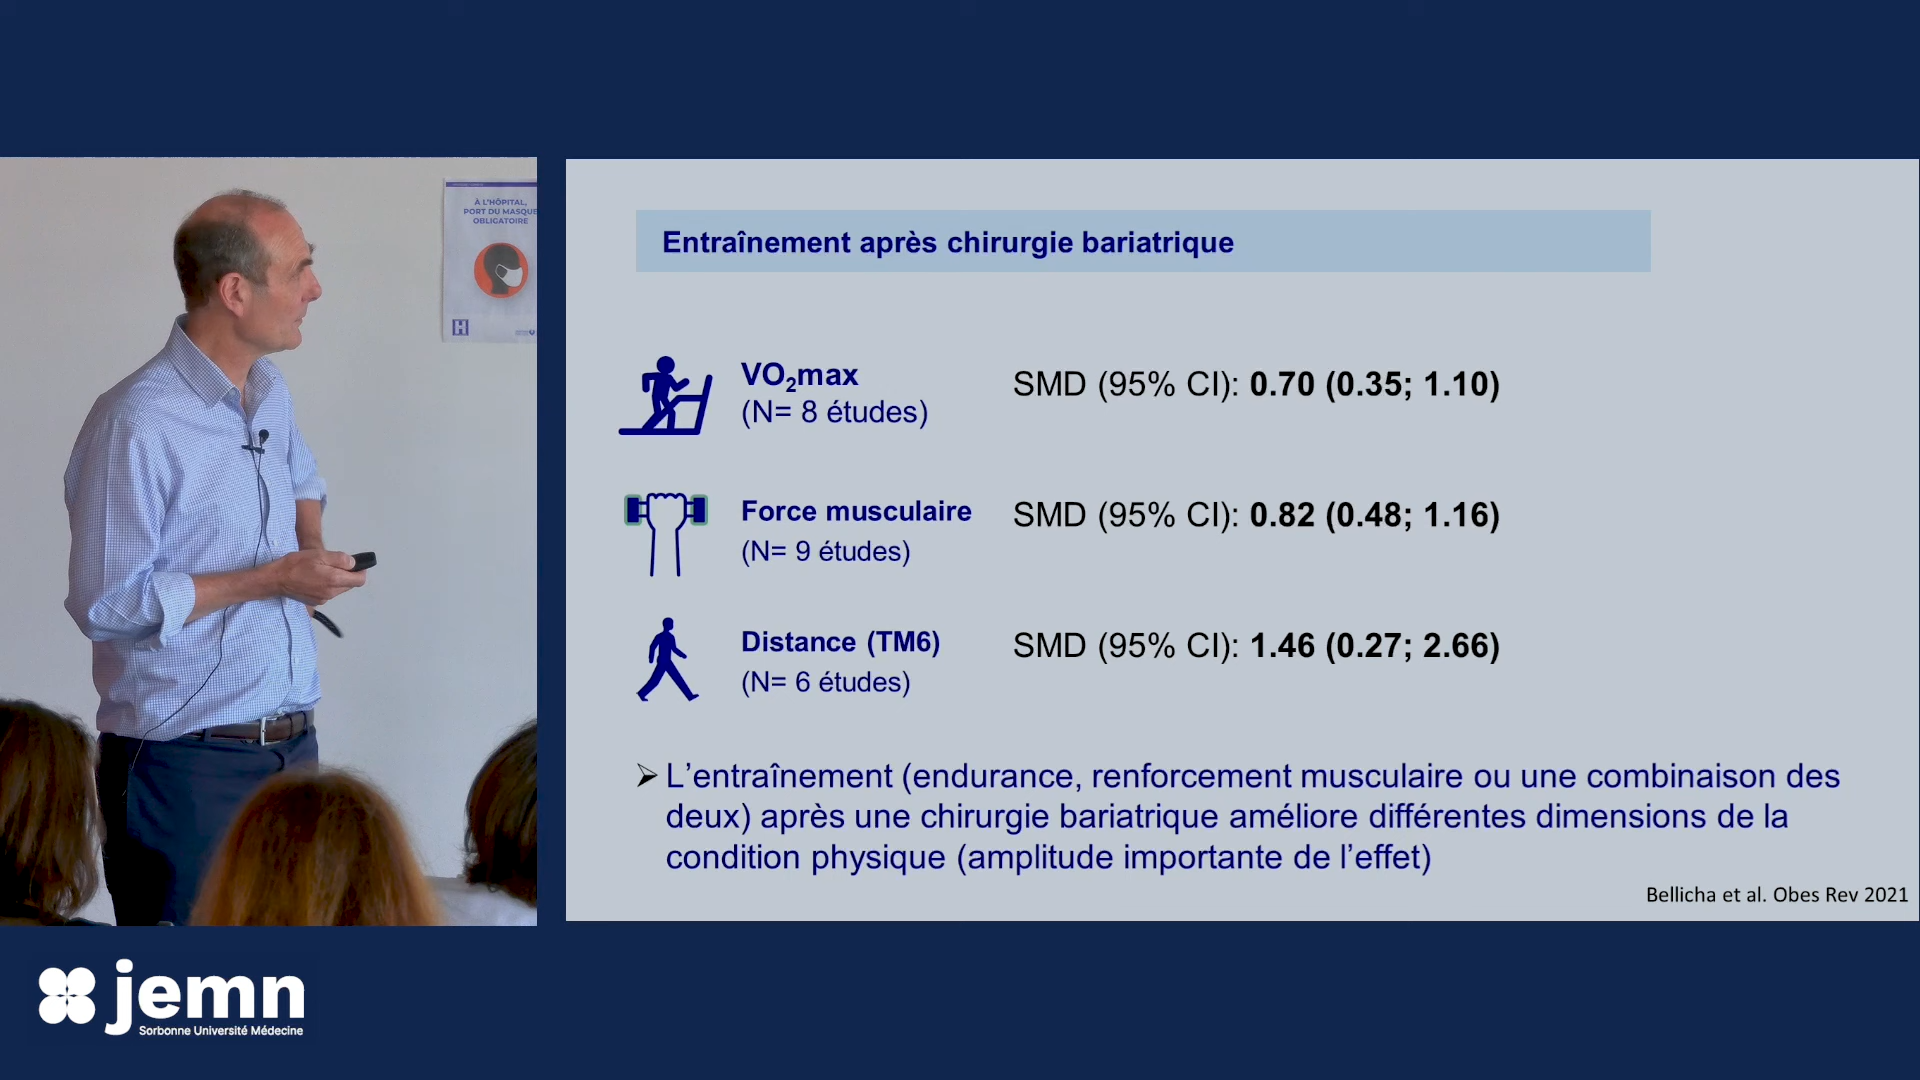 À L'HÔPITAL,
PORT DU MASQUE
OBLIGATOIRE
H
Entraînement après chirurgie bariatrique
VO₂max
(N= 8 études)
SMD (95% CI): 0.70 (0.35; 1.10)
Force musculaire
(N= 9 études)
SMD (95% CI): 0.82 (0.48; 1.16)
Distance (TM6)
(N= 6 études)
SMD (95% CI): 1.46 (0.27; 2.66)
➢ L’entraînement (endurance, renforcement musculaire ou une combinaison des
deux) après une chirurgie bariatrique améliore différentes dimensions de la
condition physique (amplitude importante de l’effet)
Bellicha et al. Obes Rev 2021
jemn
Sorbonne Université Médecine